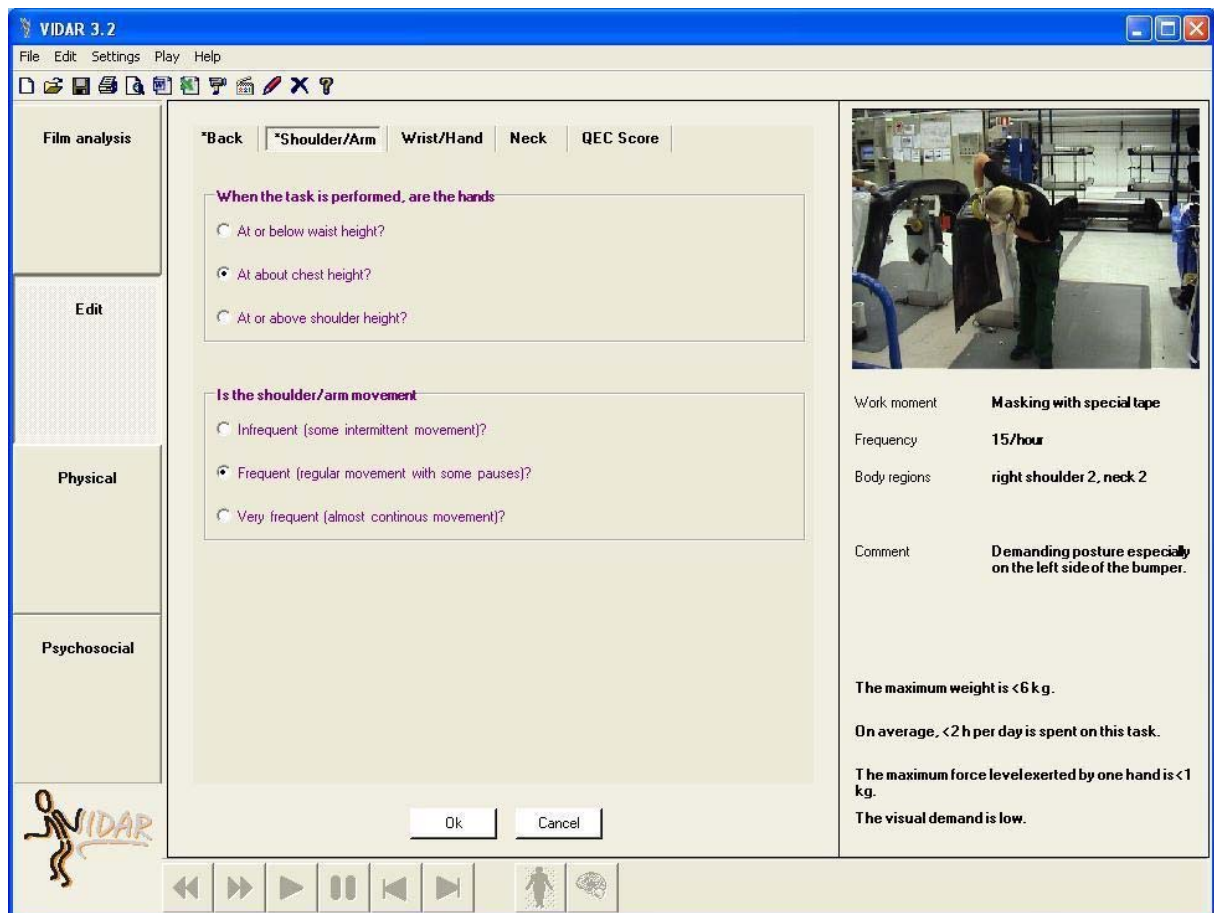 VIDAR 3.2
File Edit Settings Play Help
Film analysis
Edit
Physical
Psychosocial
VIDAR
*Back *Shoulder/Arm Wrist/Hand Neck QEC Score
When the task is performed, are the hands
At or below waist height?
At about chest height?
At or above shoulder height?
Is the shoulder/arm movement
Infrequent (some intermittent movement)?
Frequent (regular movement with some pauses)?
Very frequent (almost continous movement)?
Ok Cancel
Work moment Masking with special tape
Frequency 15/hour
Body regions right shoulder 2, neck 2
Comment Demanding posture especially
on the left side of the bumper.
The maximum weight is <6 kg.
On average, <2 h per day is spent on this task.
The maximum force level exerted by one hand is <1
kg.
The visual demand is low.